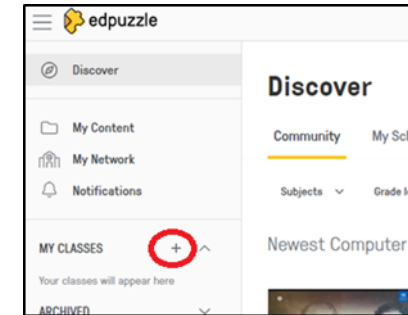 edpuzzle
Discover
My Content
My Network
Notifications
MY CLASSES +
Your classes will appear here
ARCHIVED
Discover
Community My Scl
Subjects Grade l
Newest Computer